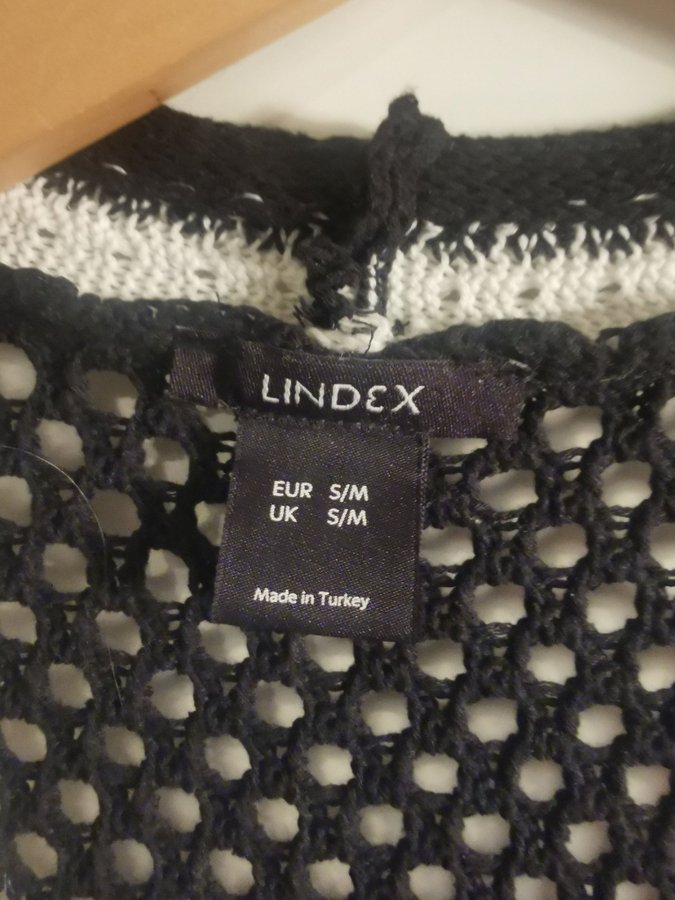 LINDEX
EUR S/M
UK S/M
Made in Turkey